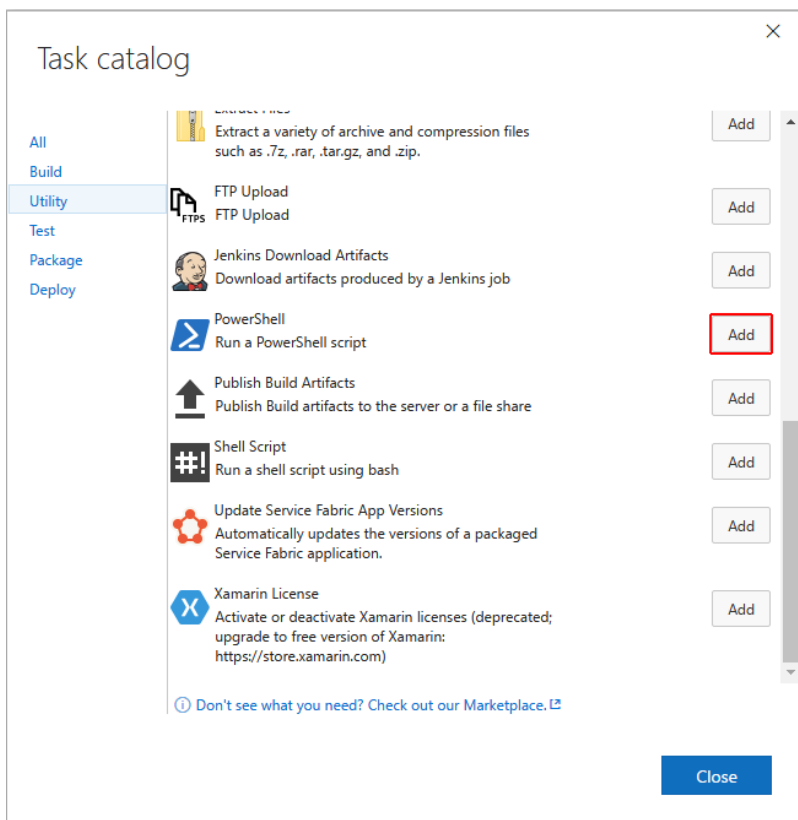 Task catalog
All
Build
Utility
Test
Package
Deploy
Extract Files
Extract a variety of archive and compression files
such as .7z, .rar, .tar.gz, and .zip.
Add
FTPS
FTP Upload
FTP Upload
Add
Jenkins Download Artifacts
Download artifacts produced by a Jenkins job
Add
PowerShell
Run a PowerShell script
Add
Publish Build Artifacts
Publish Build artifacts to the server or a file share
Add
#!
Shell Script
Run a shell script using bash
Add
Update Service Fabric App Versions
Automatically updates the versions of a packaged
Service Fabric application.
Add
Xamarin License
Activate or deactivate Xamarin licenses (deprecated;
upgrade to free version of Xamarin:
https://store.xamarin.com)
Add
Don't see what you need? Check out our Marketplace.
Close